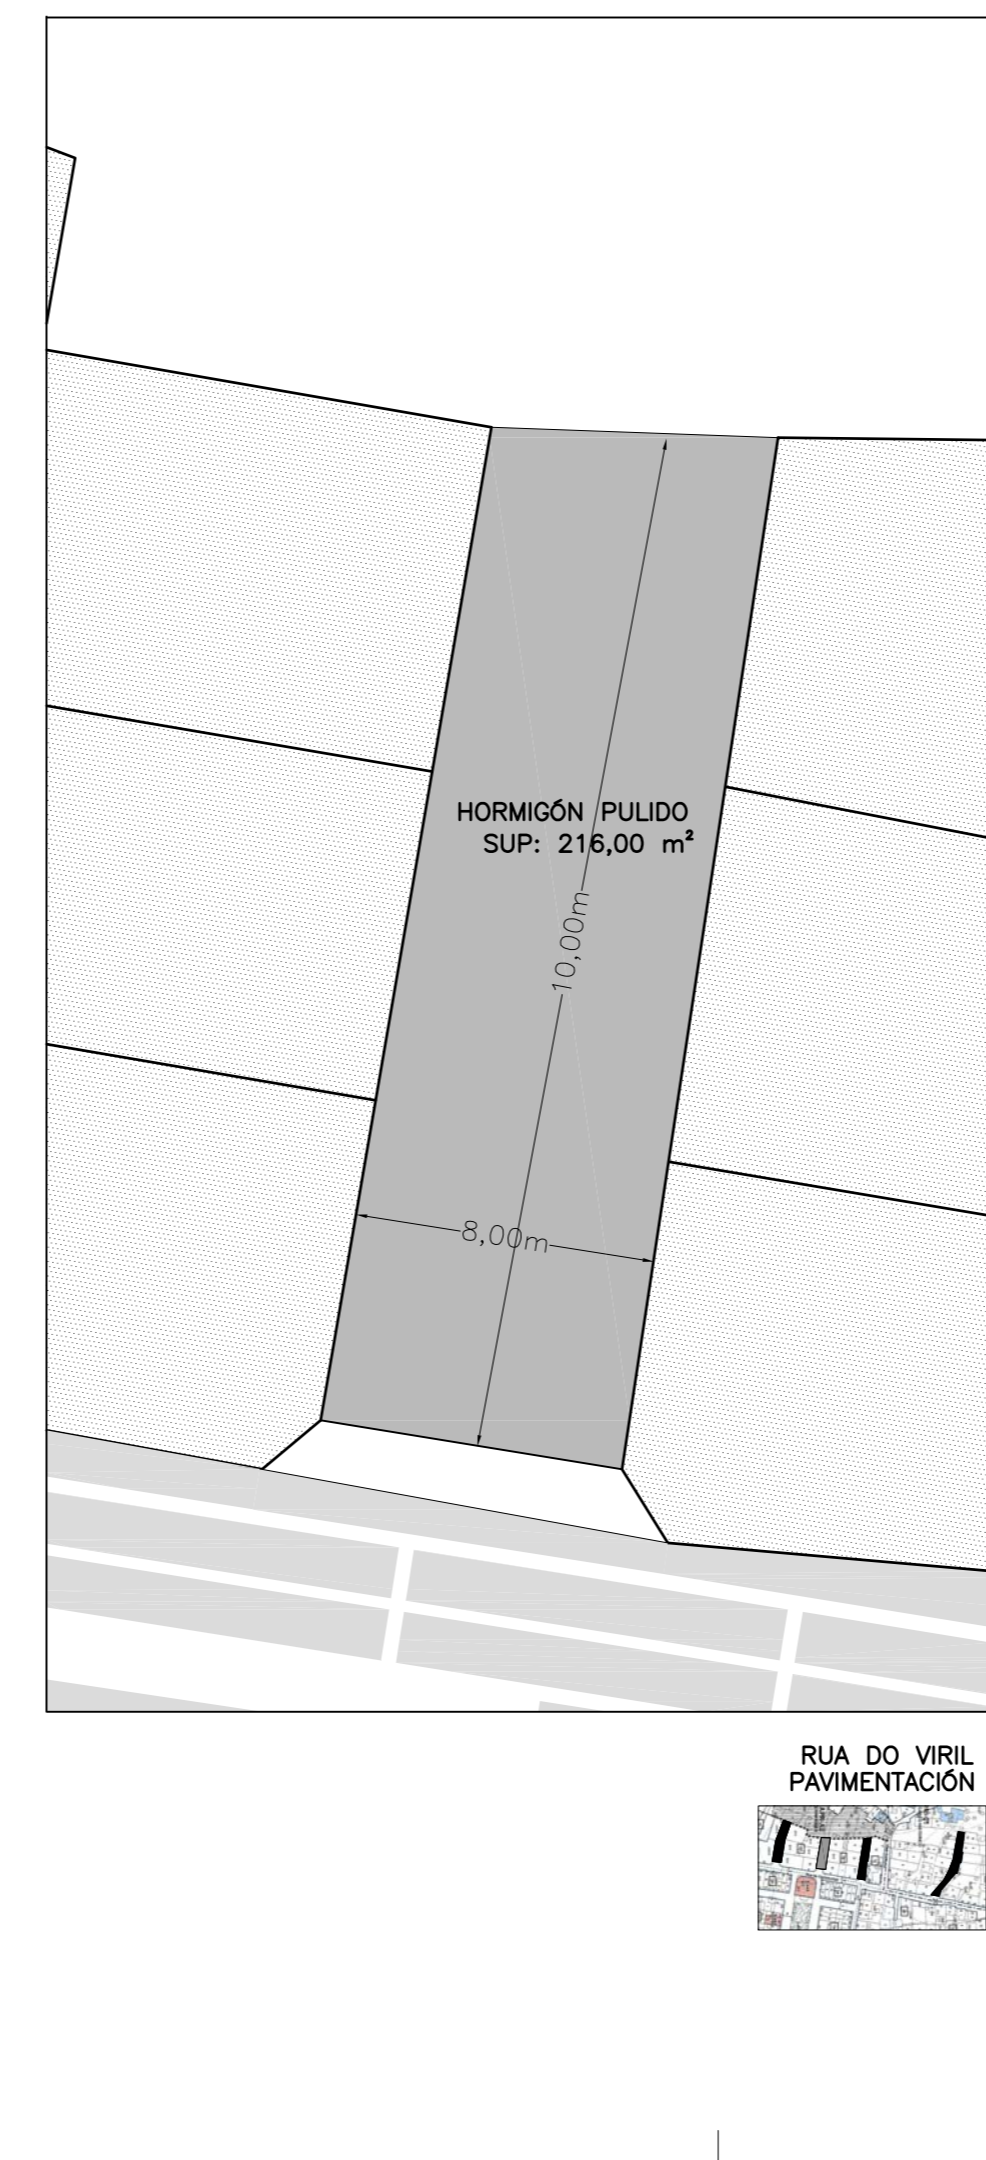 HORMIGÓN PULIDO
SUP: 216,00 m²
10,00m
8,00m
RUA DO VIRIL
PAVIMENTACIÓN